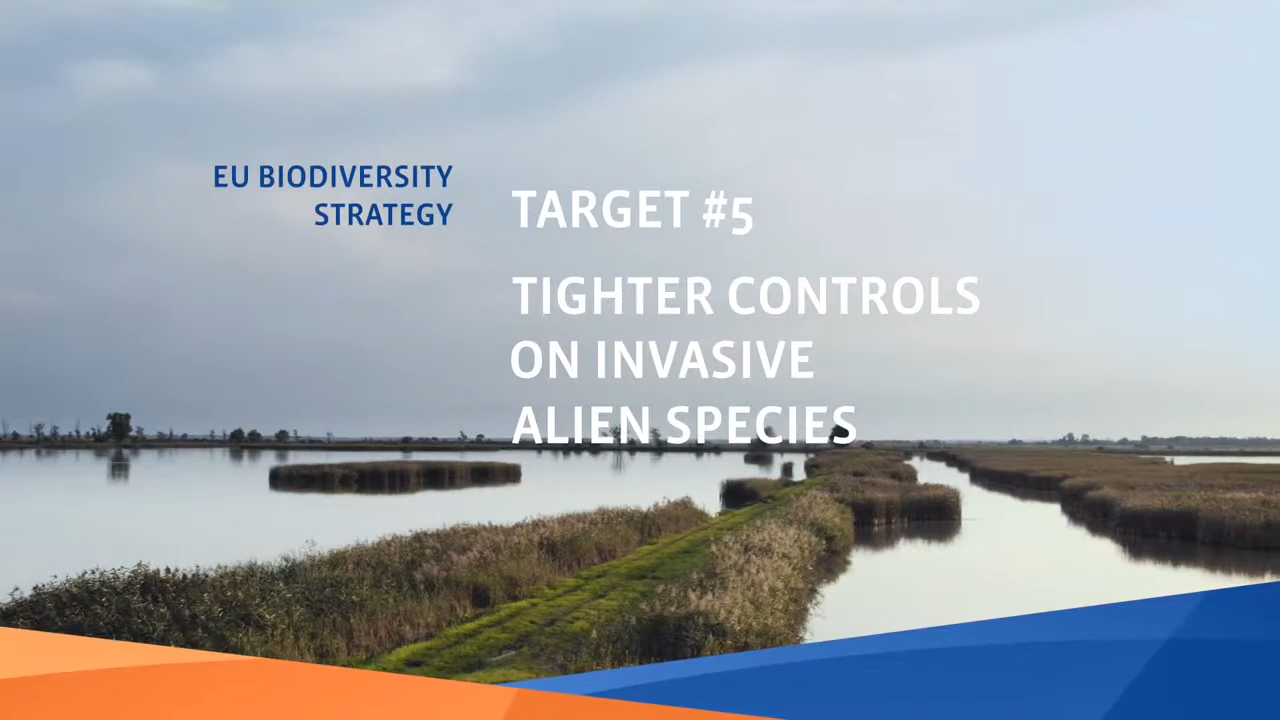 EU BIODIVERSITY
STRATEGY
TARGET #5
TIGHTER CONTROLS
ON INVASIVE
ALIEN SPECIES